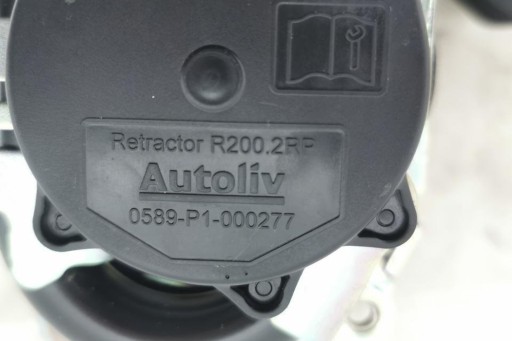 Retractor R200.2RP
Autoliv
0589-P1-000277